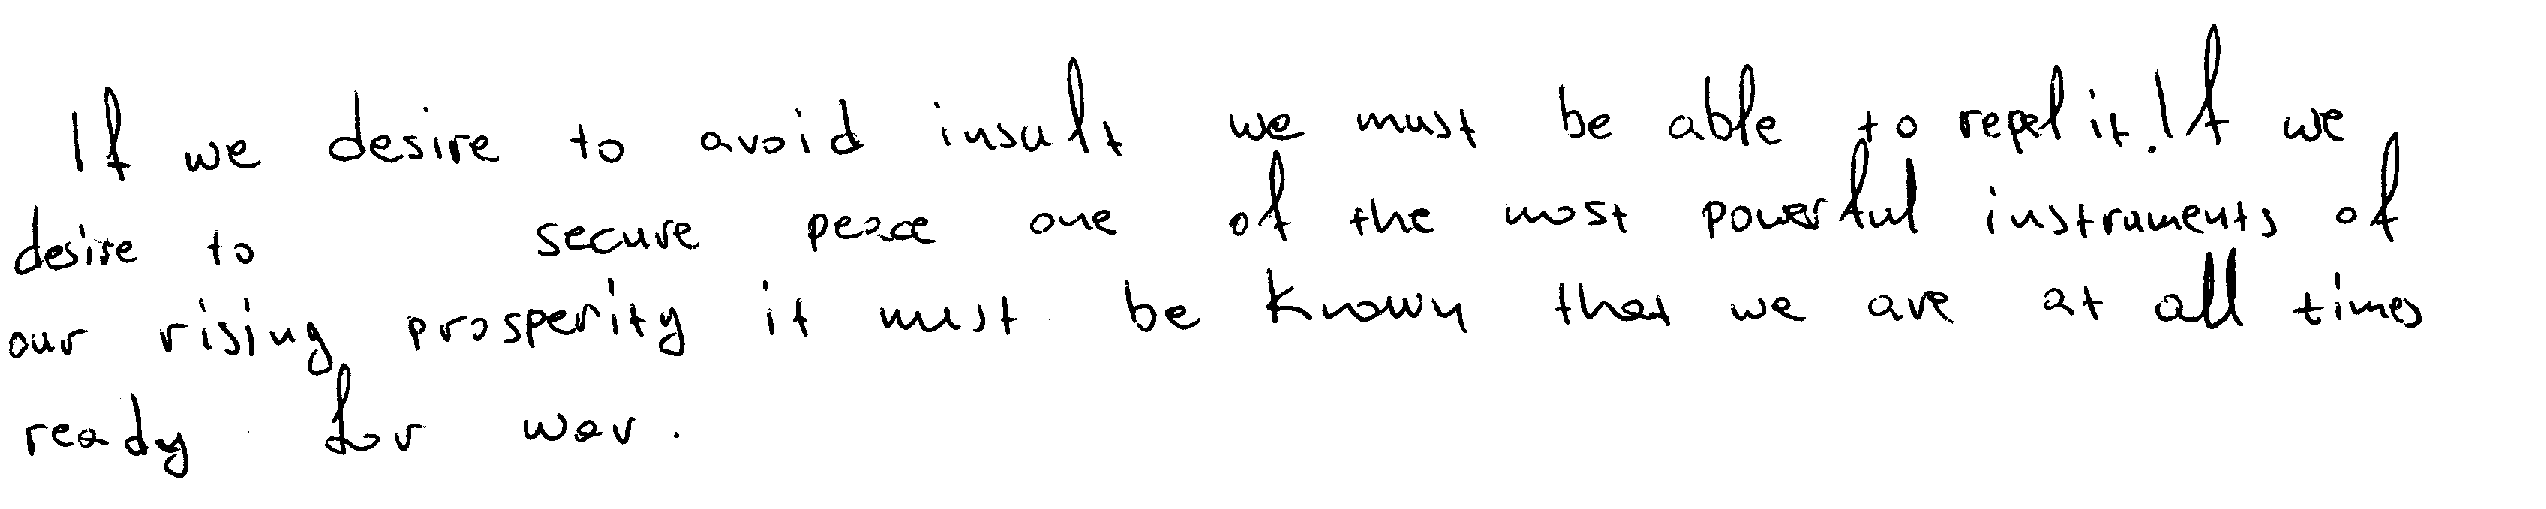 If we desire to avoid insult we must be able to repel it. If we
desire to secure peace one of the most powerful instruments of
our rising prosperity it must be known that we are at all times
ready for war.